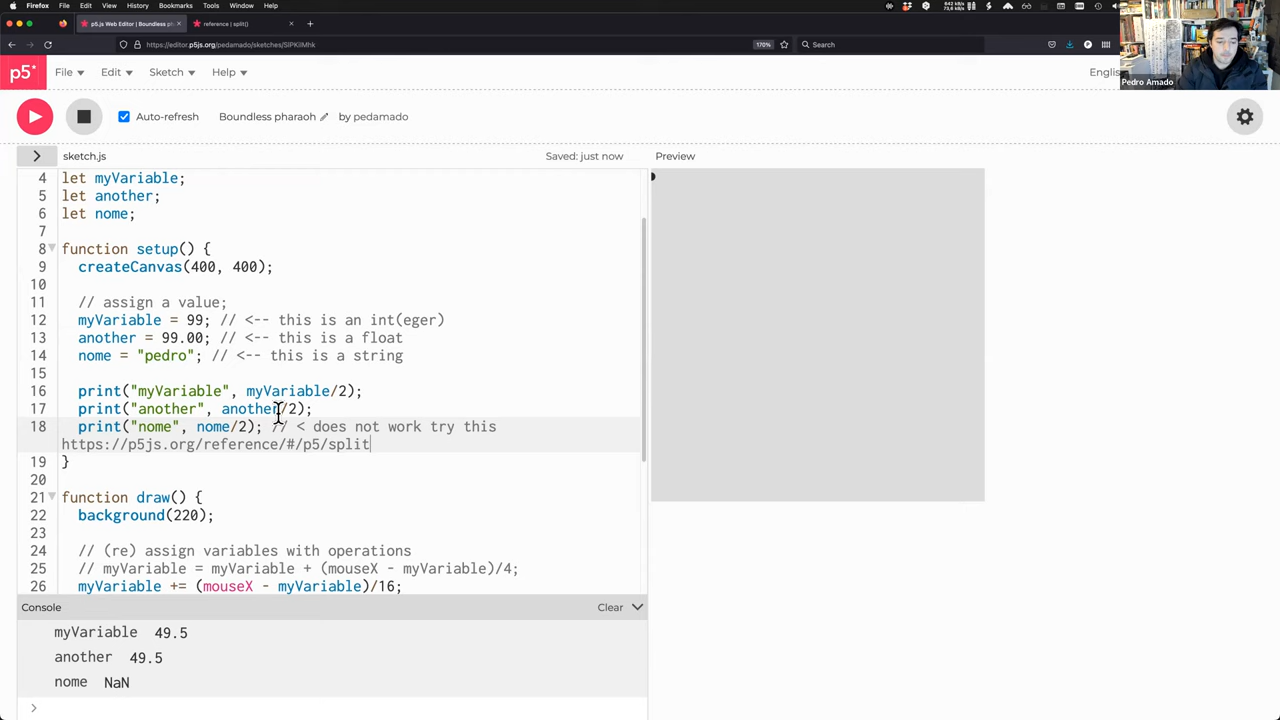 Firefox File Edit View History Bookmarks Tools Window Help
p5.js Web Editor | Boundless ph
reference | split()
https://editor.p5js.org/pedamado/sketches/
170%
Search
Pedro Amado
p5* File Edit Sketch Help
Englis
Auto-refresh Boundless pharaoh by pedamado
> sketch.js Saved: just now Preview
4 let myVariable;
5 let another;
6 let nome;
7
8 function setup() {
9 createCanvas(400, 400);
10
11 // assign a value;
12 myVariable = 99; // <-- this is an int(eger)
13 another = 99.00; // <-- this is a float
14 nome = "pedro"; // <-- this is a string
15
16 print("myVariable", myVariable/2);
17 print("another", another/2);
18 print("nome", nome/2); // < does not work try this
https://p5js.org/reference/#/p5/split
19 }
20
21 function draw() {
22 background(220);
23
24 // (re) assign variables with operations
25 // myVariable = myVariable + (mouseX - myVariable)/4;
26 myVariable += (mouseX - myVariable)/16;
Console Clear
myVariable 49.5
another 49.5
nome NaN
>